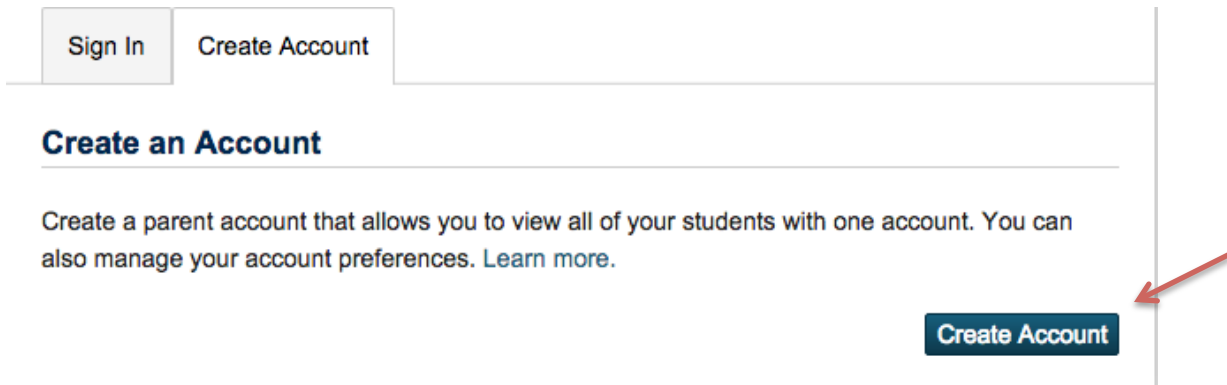 Sign In
Create Account
Create an Account
Create a parent account that allows you to view all of your students with one account. You can
also manage your account preferences. Learn more.
Create Account